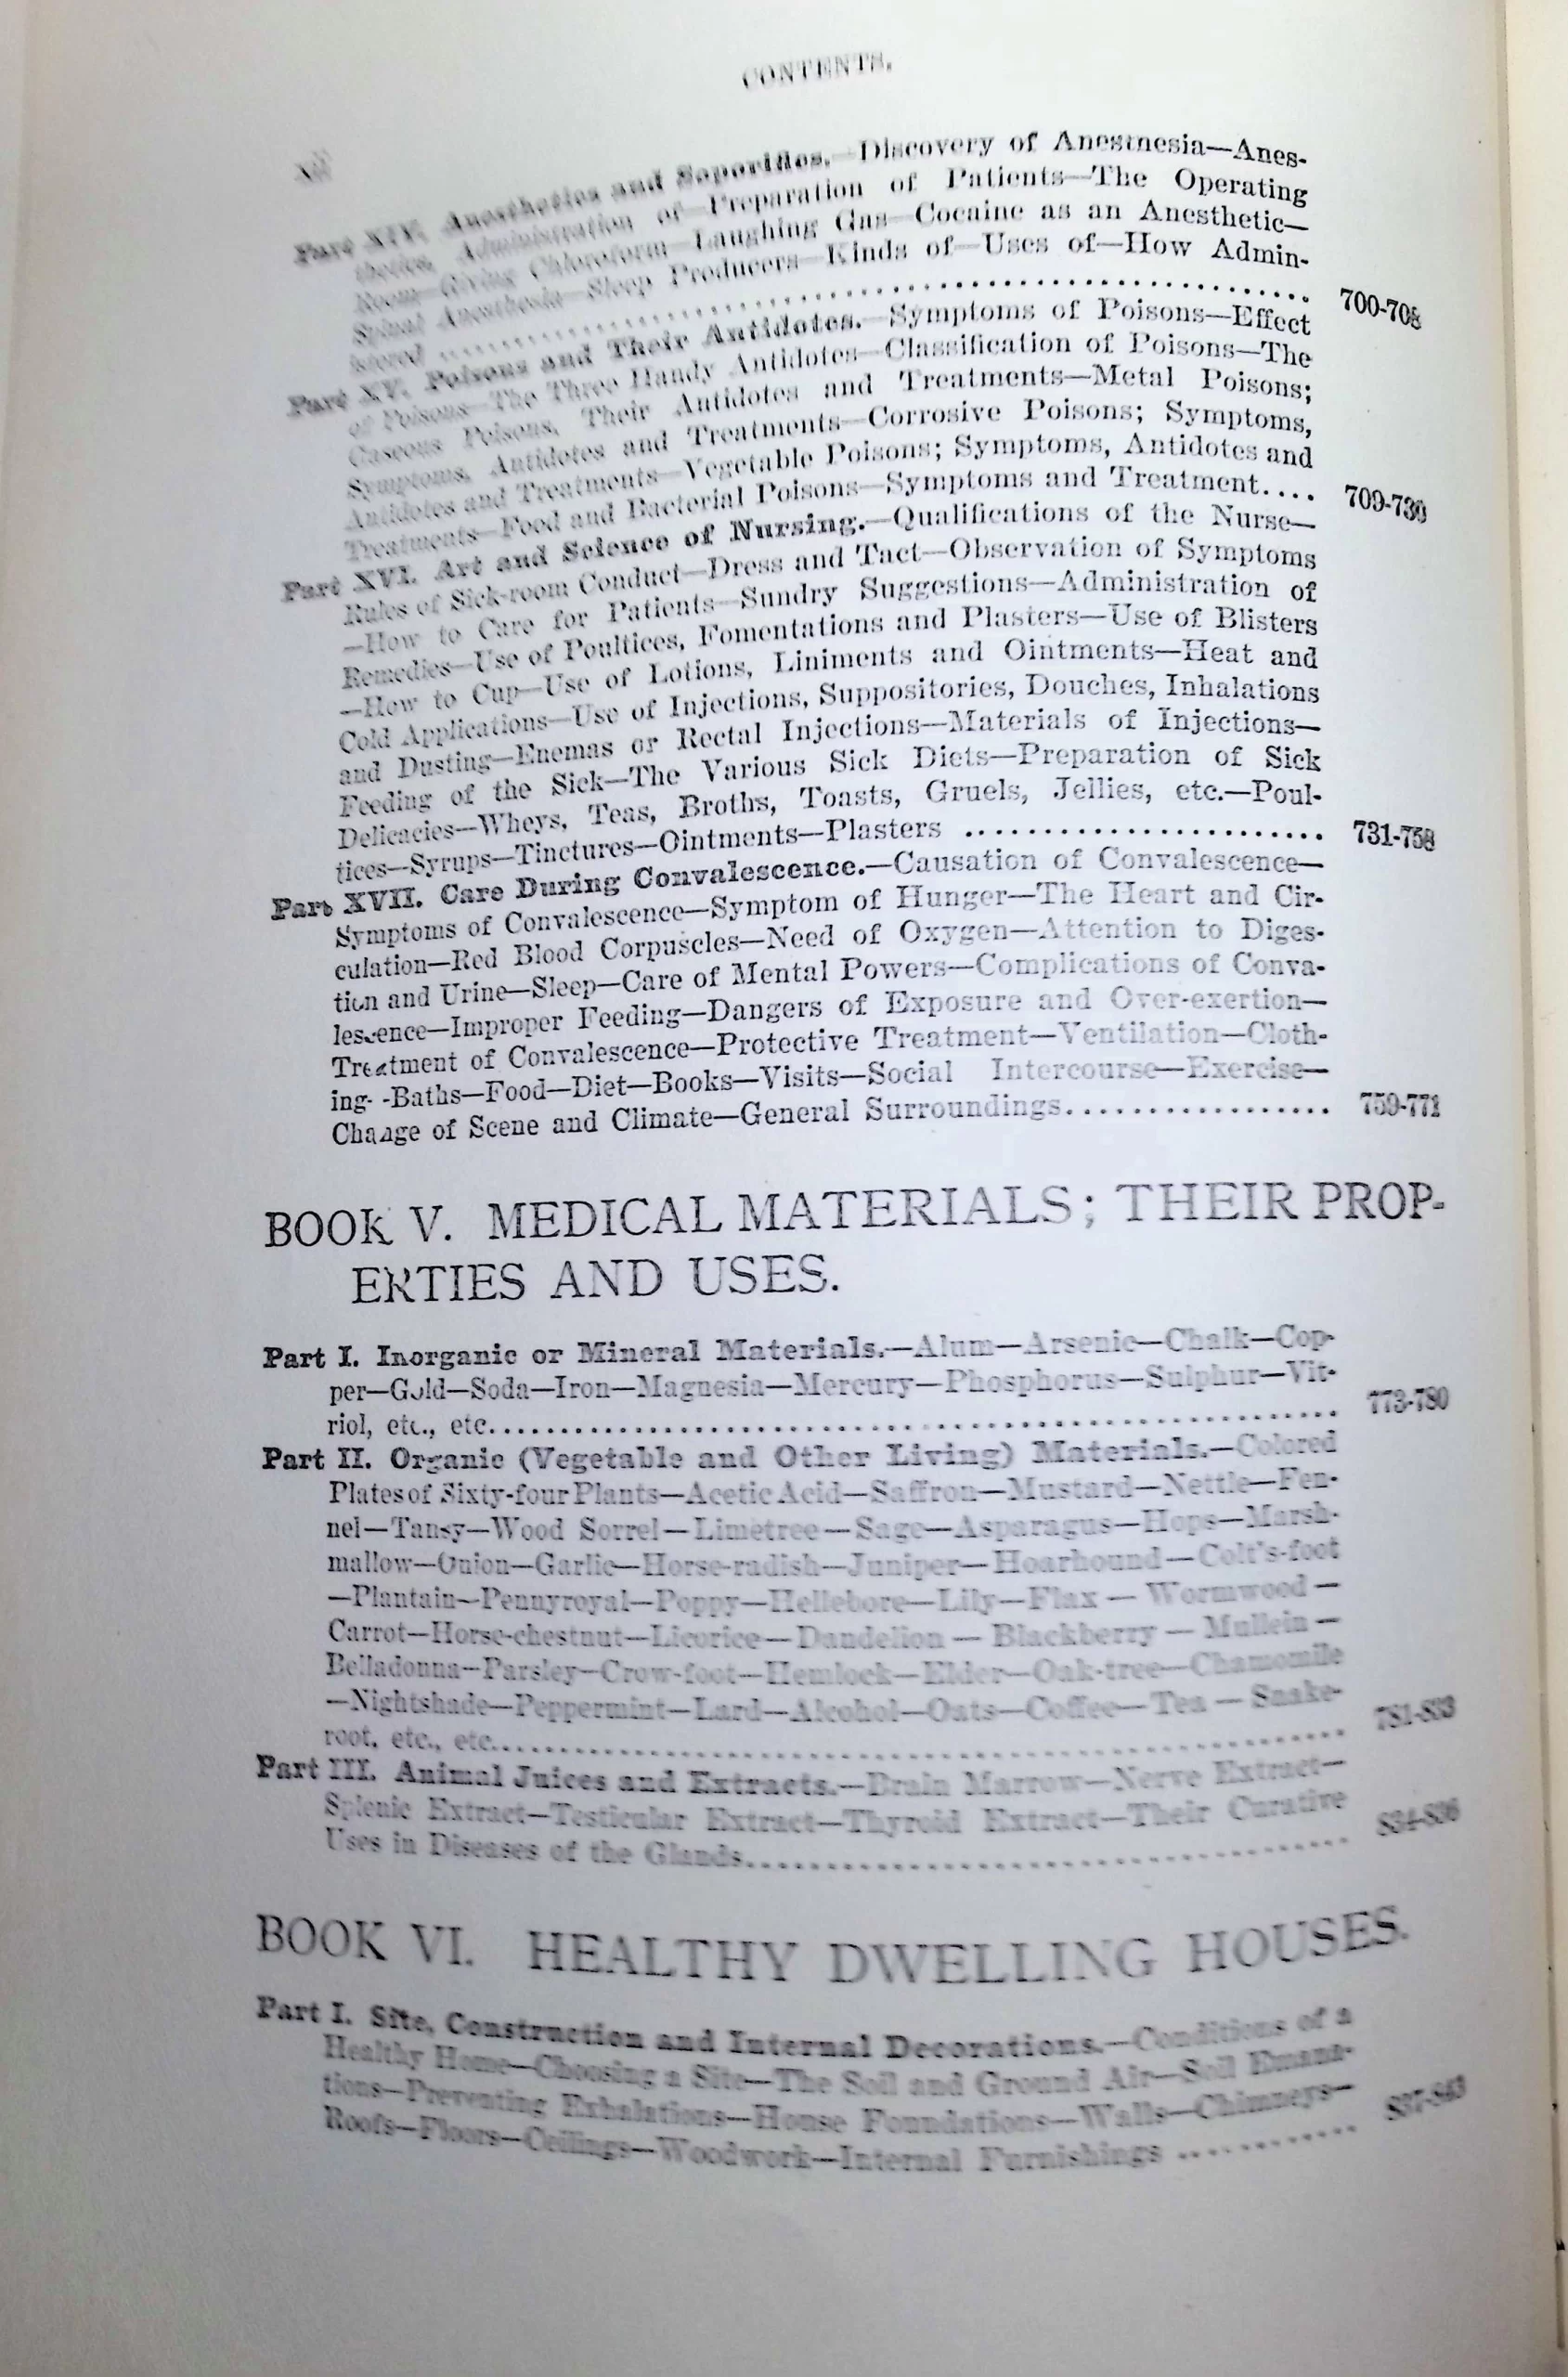 CONTENTS.
xii
Part XIV. Anesthetics and Soporifics.—Discovery of Anesthesia—Anes-
thetics, Administration of—Preparation of Patients—The Operating
Room—Giving Chloroform—Laughing Gas—Cocaine as an Anesthetic—
Spinal Anesthesia—Sleep Producers—Kinds of—Uses of—How Admin-
istered ........................................ 700-708
Part XV. Poisons and Their Antidotes.—Symptoms of Poisons—Effect
of Poisons—The Three Handy Antidotes—Classification of Poisons—The
Gaseous Poisons, Their Antidotes and Treatments—Metal Poisons;
Symptoms, Antidotes and Treatments—Corrosive Poisons; Symptoms,
Antidotes and Treatments—Vegetable Poisons; Symptoms, Antidotes and
Treatments—Food and Bacterial Poisons—Symptoms and Treatment.... 709-730
Part XVI. Art and Science of Nursing.—Qualifications of the Nurse—
Rules of Sick-room Conduct—Dress and Tact—Observation of Symptoms
—How to Care for Patients—Sundry Suggestions—Administration of
Remedies—Use of Poultices, Fomentations and Plasters—Use of Blisters
—How to Cup—Use of Lotions, Liniments and Ointments—Heat and
Cold Applications—Use of Injections, Suppositories, Douches, Inhalations
and Dusting—Enemas or Rectal Injections—Materials of Injections—
Feeding of the Sick—The Various Sick Diets—Preparation of Sick
Delicacies—Wheys, Teas, Broths, Toasts, Gruels, Jellies, etc.—Poul-
tices—Syrups—Tinctures—Ointments—Plasters ....................... 731-758
Part XVII. Care During Convalescence.—Causation of Convalescence—
Symptoms of Convalescence—Symptom of Hunger—The Heart and Cir-
culation—Red Blood Corpuscles—Need of Oxygen—Attention to Diges-
tion and Urine—Sleep—Care of Mental Powers—Complications of Conva-
lescence—Improper Feeding—Dangers of Exposure and Over-exertion—
Treatment of Convalescence—Protective Treatment—Ventilation—Cloth-
ing--Baths—Food—Diet—Books—Visits—Social Intercourse—Exercise—
Change of Scene and Climate—General Surroundings................. 759-771
BOOK V. MEDICAL MATERIALS; THEIR PROP-
ERTIES AND USES.
Part I. Inorganic or Mineral Materials.—Alum—Arsenic—Chalk—Cop-
per—Gold—Soda—Iron—Magnesia—Mercury—Phosphorus—Sulphur—Vit-
riol, etc., etc........................................ 773-780
Part II. Organic (Vegetable and Other Living) Materials.—Colored
Plates of Sixty-four Plants—Acetic Acid—Saffron—Mustard—Nettle—Fen-
nel—Tansy—Wood Sorrel—Limetree—Sage—Asparagus—Hops—Marsh-
mallow—Onion—Garlic—Horse-radish—Juniper—Hoarhound—Colt's-foot
—Plantain—Pennyroyal—Poppy—Hellebore—Lily—Flax—Wormwood—
Carrot—Horse-chestnut—Licorice—Dandelion—Blackberry—Mullein—
Belladonna—Parsley—Crow-foot—Hemlock—Elder—Oak-tree—Chamomile
—Nightshade—Peppermint—Lard—Alcohol—Oats—Coffee—Tea—Snake-
root, etc., etc........................................ 781-833
Part III. Animal Juices and Extracts.—Brain Marrow—Nerve Extract—
Splenic Extract—Testicular Extract—Thyroid Extract—Their Curative
Uses in Diseases of the Glands........................................ 834-836
BOOK VI. HEALTHY DWELLING HOUSES.
Part I. Site, Construction and Internal Decorations.—Conditions of a
Healthy Home—Choosing a Site—The Soil and Ground Air—Soil Emana-
tions—Preventing Exhalations—House Foundations—Walls—Chimneys—
Roofs—Floors—Ceilings—Woodwork—Internal Furnishings ............ 837-843